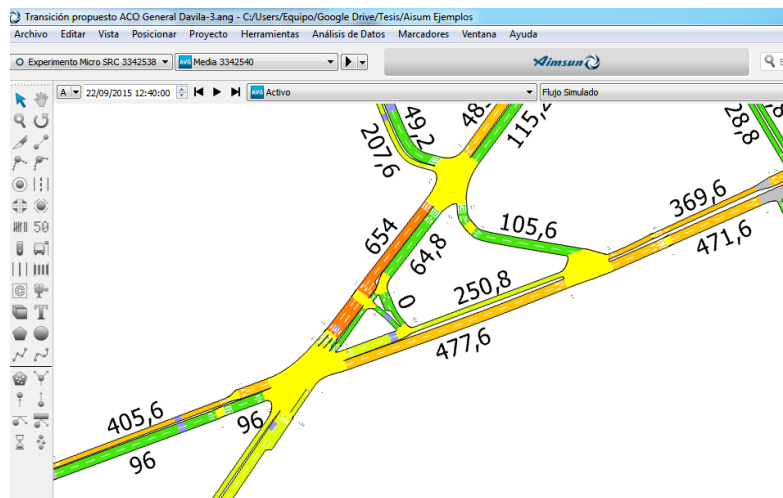 Transición propuesto ACO General Davila-3.ang - C:/Users/Equipo/Google Drive/Tesis/Aisum Ejemplos
Archivo Editar Vista Posicionar Proyecto Herramientas Análisis de Datos Marcadores Ventana Ayuda
Experimento Micro SRC 3342538 AVG Media 3342540 Aimsun
A 22/09/2015 12:40:00 AVG Activo Flujo Simulado
50
C
T
49,2
207,6
115,2
28,8
654
64,8
105,6
369,6
471,6
0
250,8
477,6
405,6
96
96